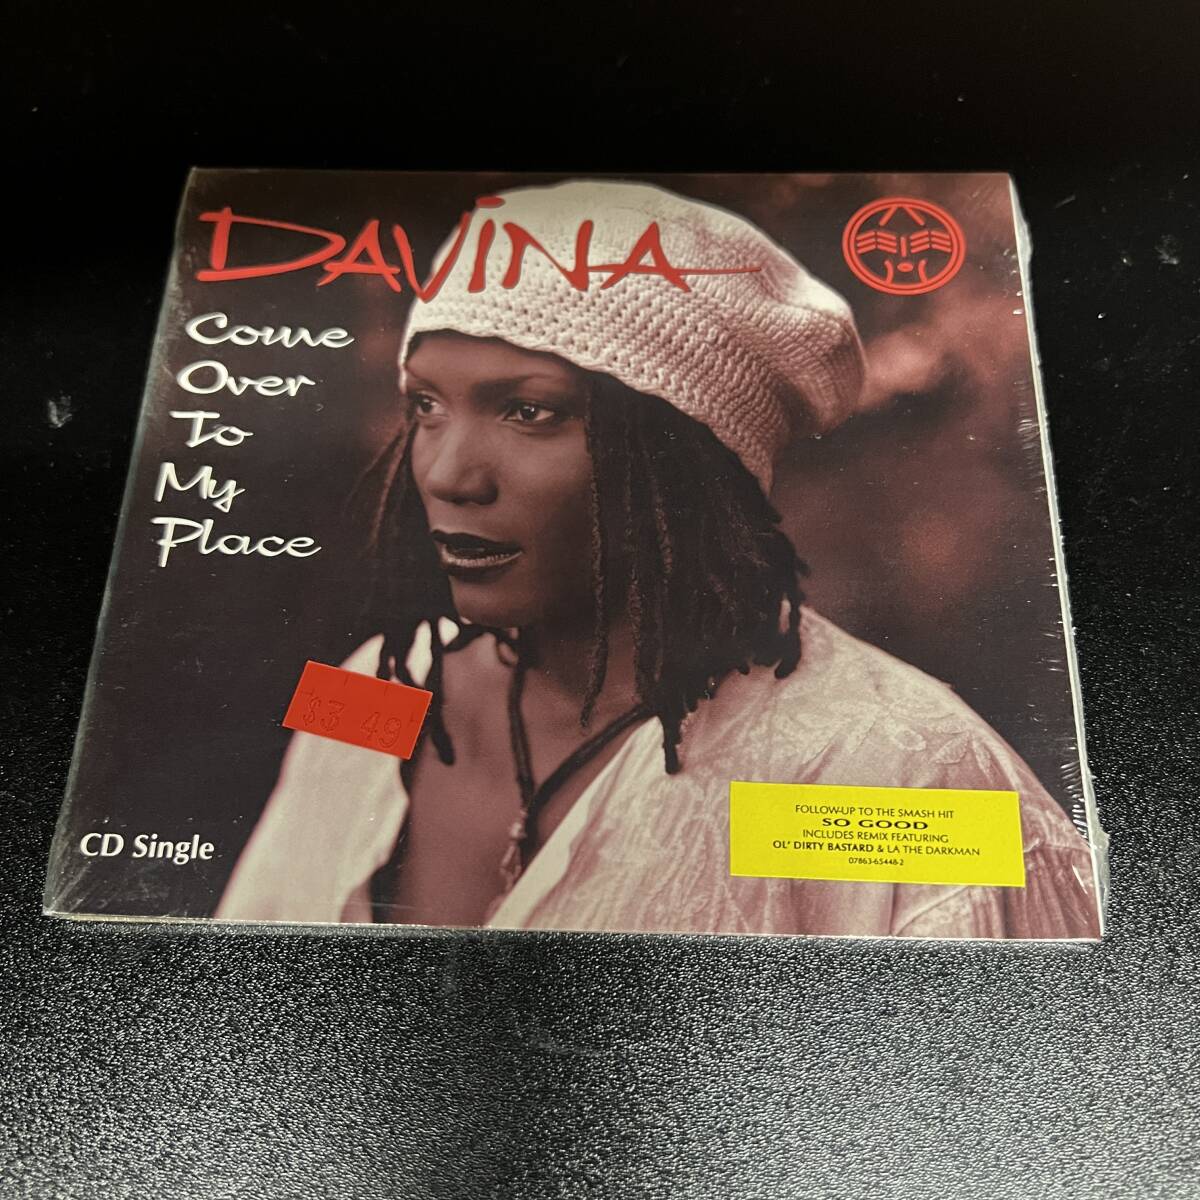 DAVINA
Come
Over
To
My
Place
$3 49
CD Single
FOLLOW-UP TO THE SMASH HIT
SO GOOD
INCLUDES REMIX FEATURING
OL' DIRTY BASTARD & LA THE DARKMAN
07863-65448-2